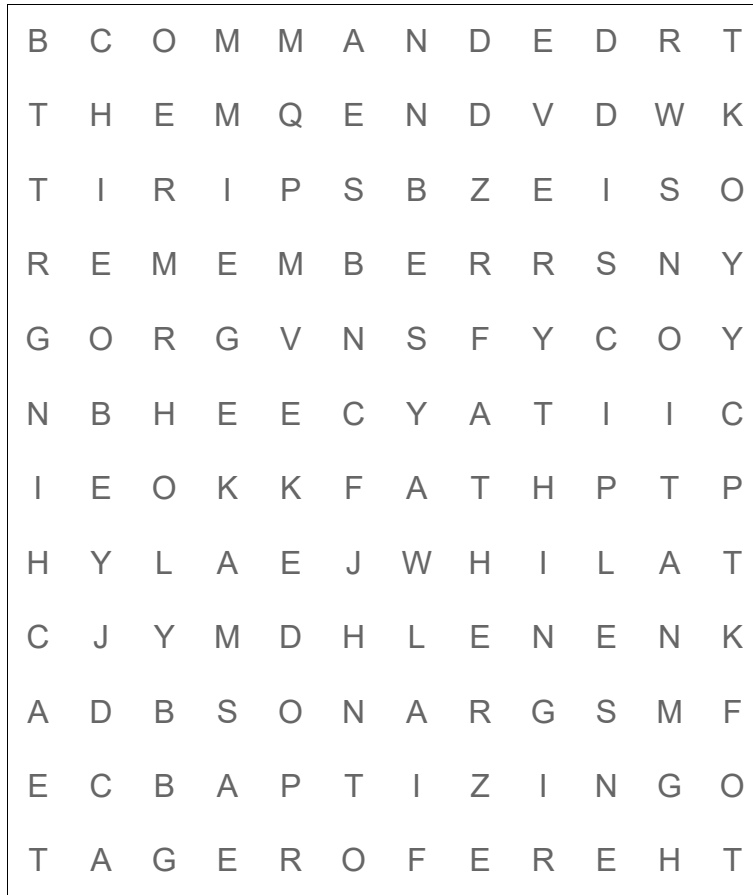 B C O M M A N D E D R T
T H E M Q E N D V D W K
T I R I P S B Z E I S O
R E M E M B E R R S N Y
G O R G V N S F Y C O Y
N B H E E C Y A T I I C
I E O K K F A T H P T P
H Y L A E J W H I L A T
C J Y M D H L E N E N K
A D B S O N A R G S M F
E C B A P T I Z I N G O
T A G E R O F E R E H T